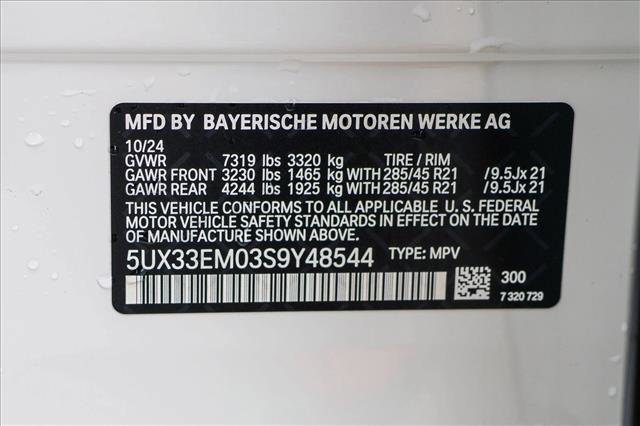 MFD BY BAYERISCHE MOTOREN WERKE AG
10/24
GVWR 7319 lbs 3320 kg TIRE / RIM
GAWR FRONT 3230 lbs 1465 kg WITH 285/45 R21 /9.5Jx 21
GAWR REAR 4244 lbs 1925 kg WITH 285/45 R21 /9.5Jx 21
THIS VEHICLE CONFORMS TO ALL APPLICABLE U. S. FEDERAL
MOTOR VEHICLE SAFETY STANDARDS IN EFFECT ON THE DATE
OF MANUFACTURE SHOWN ABOVE.
5UX33EM03S9Y48544 TYPE: MPV
300
7 320 729